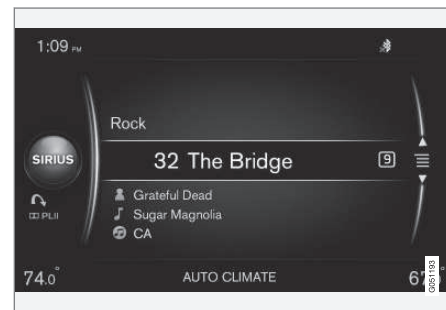 1:09 PM
Rock
SIRIUS
32 The Bridge
9
Grateful Dead
PLII
Sugar Magnolia
CA
74.0°
AUTO CLIMATE
67
G051193